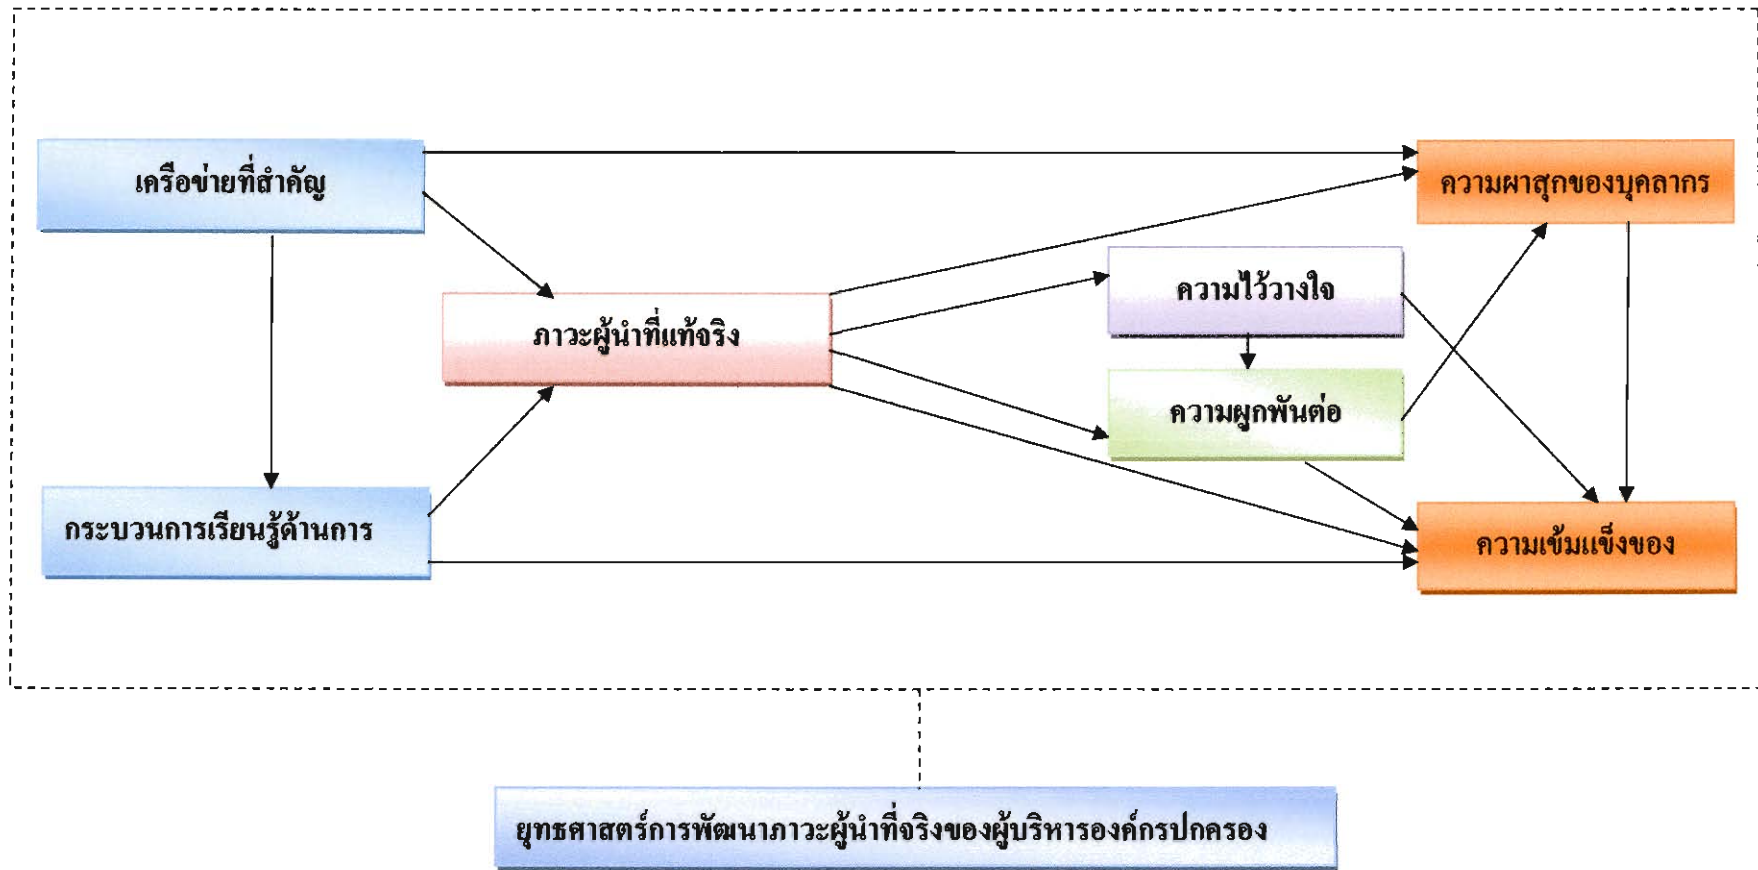 เครือข่ายที่สำคัญ
ความผาสุกของบุคลากร
ความไว้วางใจ
ภาวะผู้นำที่แท้จริง
ความผูกพันต่อ
กระบวนการเรียนรู้ด้านการ
ความเข้มแข็งของ
ยุทธศาสตร์การพัฒนาภาวะผู้นำที่จริงของผู้บริหารองค์กรปกครอง